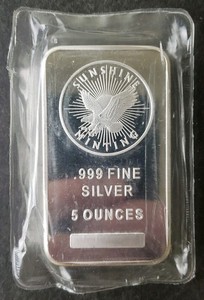 SUNSHINE
MINTING
.999 FINE
SILVER
5 OUNCES